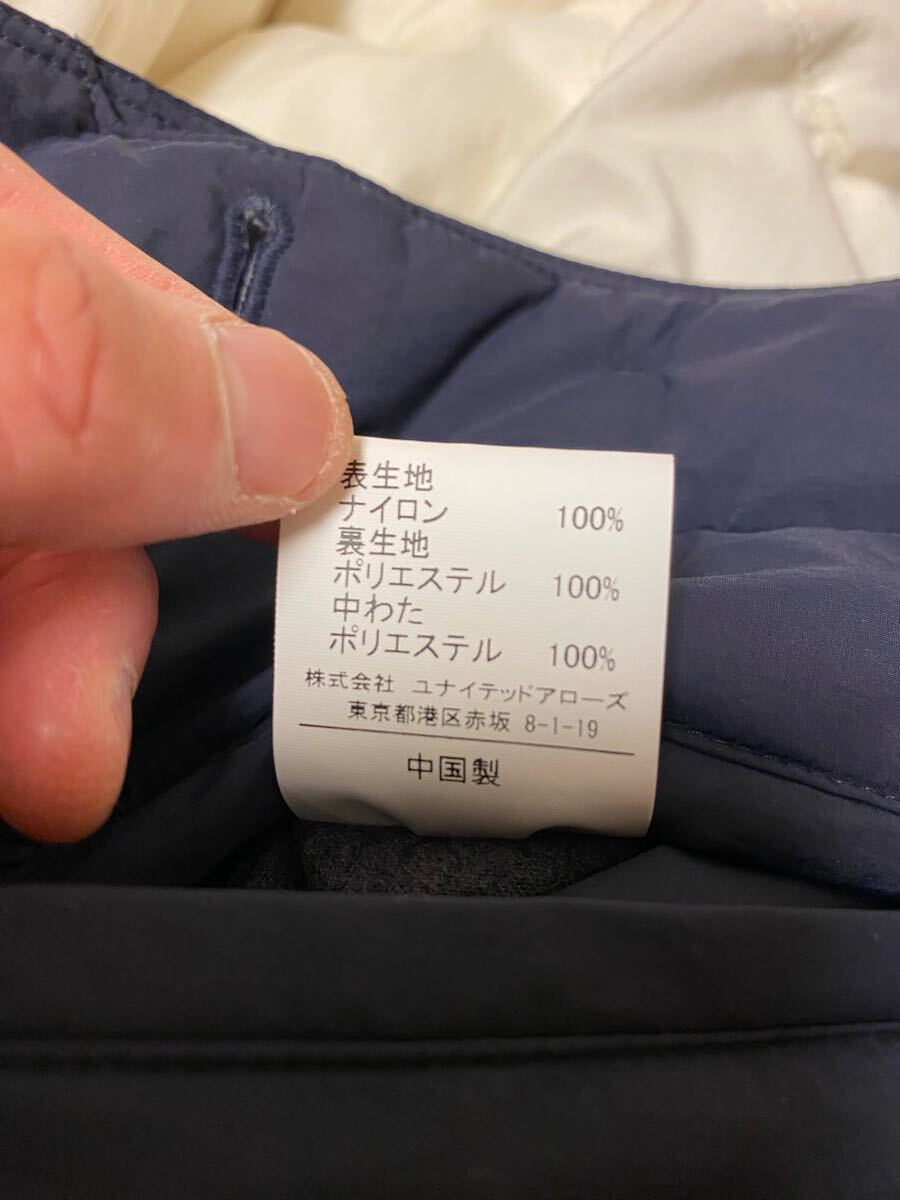 表生地
ナイロン 100%
裏生地
ポリエステル 100%
中わた
ポリエステル 100%
株式会社 ユナイテッドアローズ
東京都港区赤坂 8-1-19
中国製